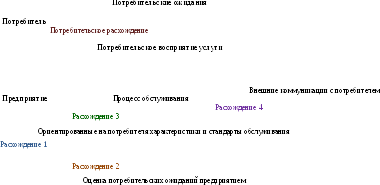 Потребительские ожидания
Потребитель
Потребительское расхождение
Потребительское восприятие услуги
Внешние коммуникации с потребителем
Предприятие
Процесс обслуживания
Расхождение 4
Расхождение 3
Ориентированные на потребителя характеристики и стандарты обслуживания
Расхождение 1
Расхождение 2
Оценка потребительских ожиданий предприятием